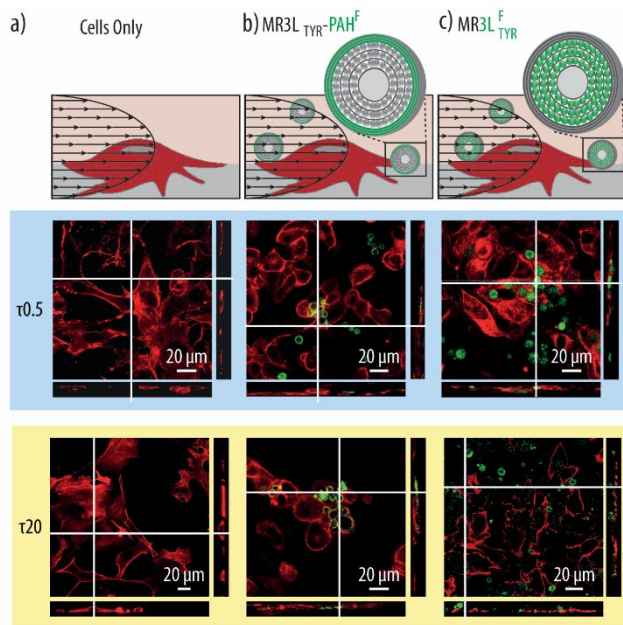 a) Cells Only b) MR3L TYR-PAH^F c) MR3L ^F TYR
τ0.5
20 μm 20 μm 20 μm
τ20
20 μm 20 μm 20 μm